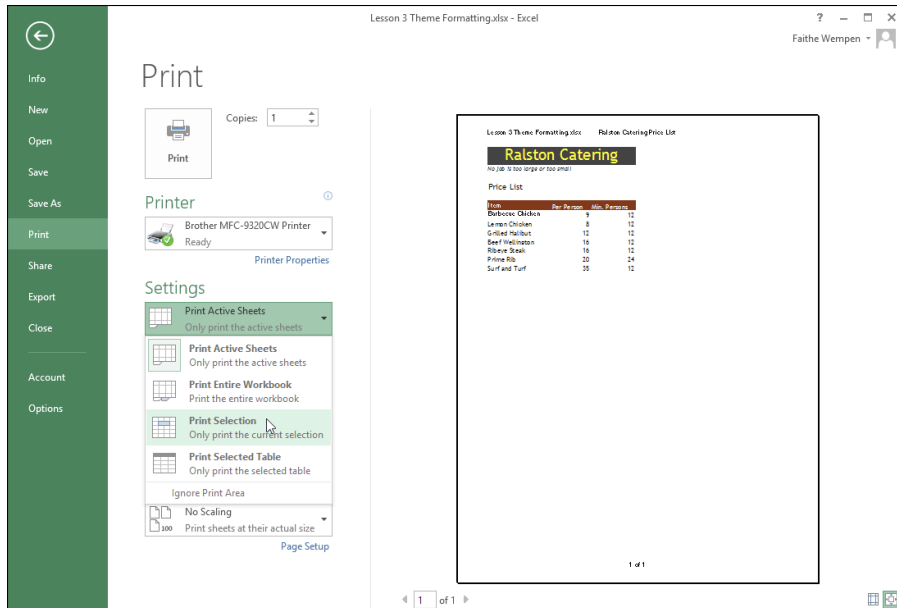 Lesson 3 Theme Formatting.xlsx - Excel
?
Faithe Wempen
Info
New
Open
Save
Save As
Print
Share
Export
Close
Account
Options
Print
Print
Copies: 1
Printer
Brother MFC-9320CW Printer
Ready
Printer Properties
Settings
Print Active Sheets
Only print the active sheets
Print Active Sheets
Only print the active sheets
Print Entire Workbook
Print the entire workbook
Print Selection
Only print the current selection
Print Selected Table
Only print the selected table
Ignore Print Area
No Scaling
100 Print sheets at their actual size
Page Setup
Lesson 3 Theme Formatting.xlsx Ralston Catering Price List
Ralston Catering
No job is too large or too small
Price List
Item Per Person Min. Persons
Barbecue Chicken 9 12
Lemon Chicken 8 12
Grilled Halibut 12 12
Beef Wellington 16 12
Ribeye Steak 16 12
Prime Rib 20 24
Surf and Turf 35 12
1 of 1
1 of 1